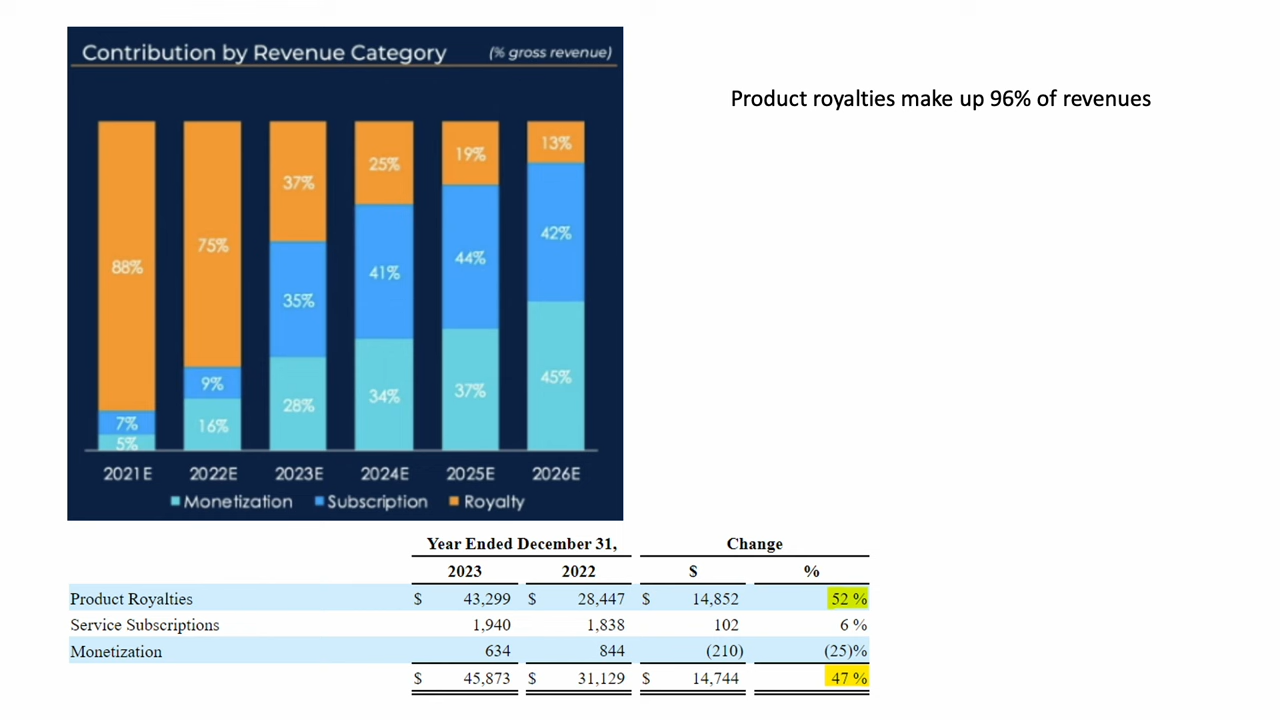 Contribution by Revenue Category (% gross revenue)
Product royalties make up 96% of revenues
88% 75% 37% 25% 19% 13%
7% 9% 35% 41% 44% 42%
5% 16% 28% 34% 37% 45%
2021E 2022E 2023E 2024E 2025E 2026E
Monetization Subscription Royalty
Year Ended December 31, Change
2023 2022 $ %
Product Royalties $ 43,299 $ 28,447 $ 14,852 52 %
Service Subscriptions 1,940 1,838 102 6 %
Monetization 634 844 (210) (25)%
$ 45,873 $ 31,129 $ 14,744 47 %